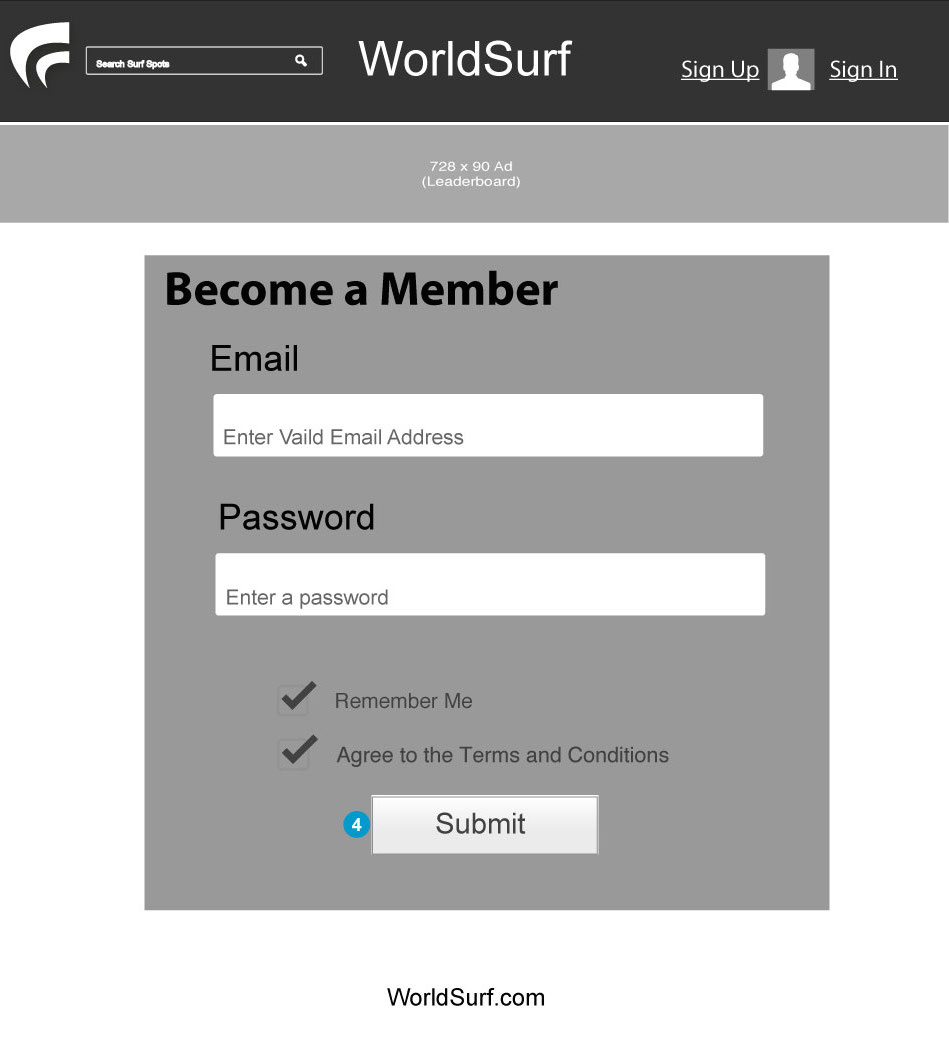 Search Surf Spots
WorldSurf
Sign Up
Sign In
728 x 90 Ad
(Leaderboard)
Become a Member
Email
Enter Vaild Email Address
Password
Enter a password
Remember Me
Agree to the Terms and Conditions
4
Submit
WorldSurf.com